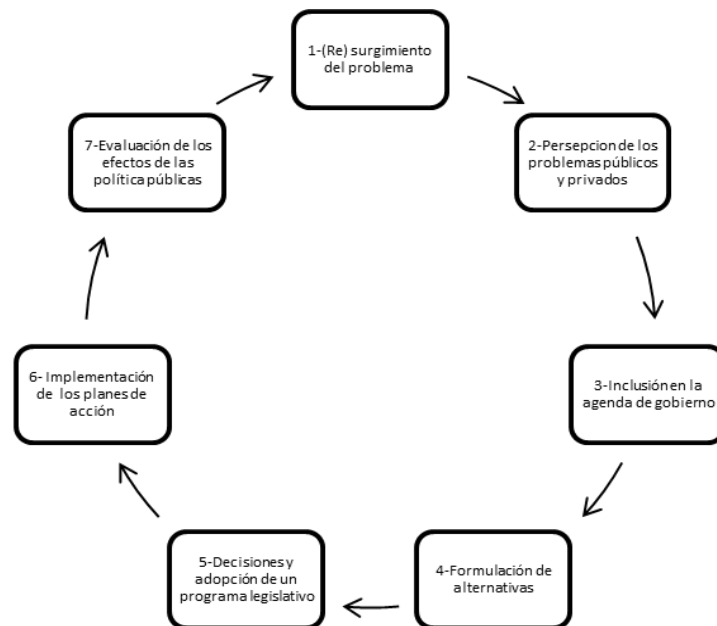 1-(Re) surgimiento
del problema
2-Persepcion de los
problemas públicos
y privados
3-Inclusión en la
agenda de gobierno
4-Formulación de
alternativas
5-Decisiones y
adopción de un
programa legislativo
6- Implementación
de los planes de
acción
7-Evaluación de los
efectos de las
política públicas